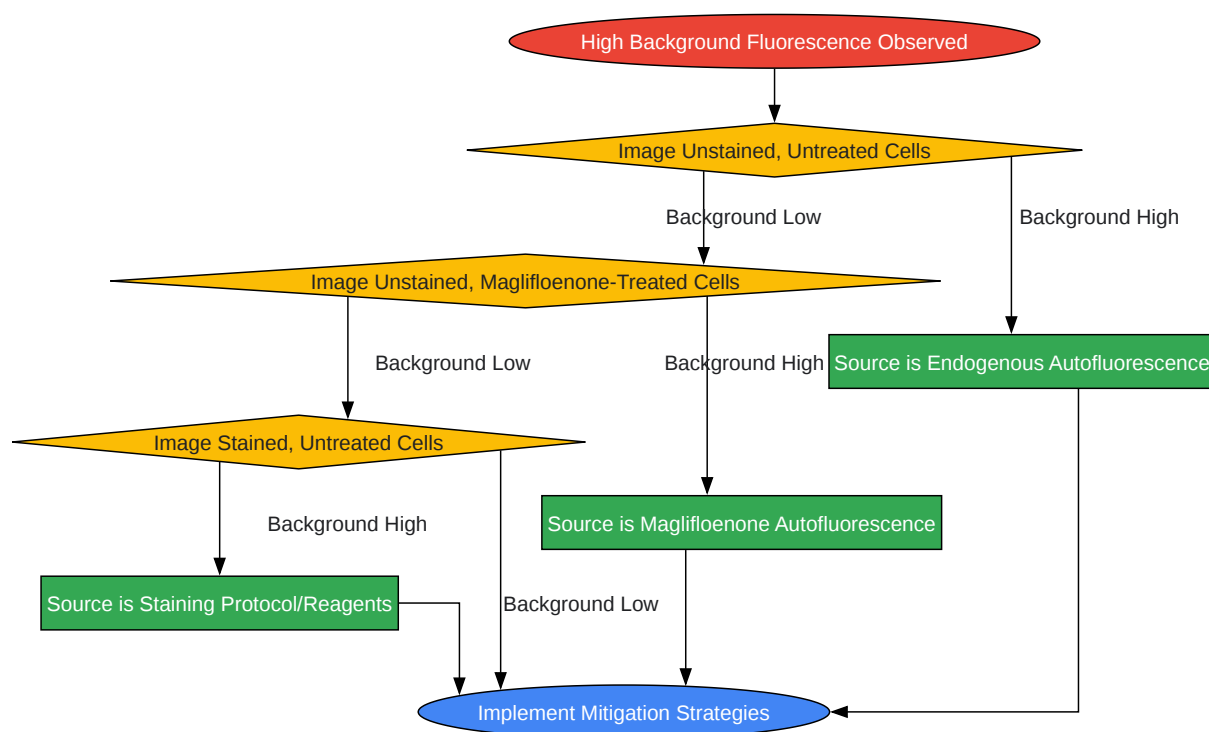 High Background Fluorescence Observed
Image Unstained, Untreated Cells
Background Low
Background High
Image Unstained, Maglifloenone-Treated Cells
Background Low
Background High
Source is Endogenous Autofluorescence
Image Stained, Untreated Cells
Background High
Source is Maglifloenone Autofluorescence
Source is Staining Protocol/Reagents
Background Low
Implement Mitigation Strategies